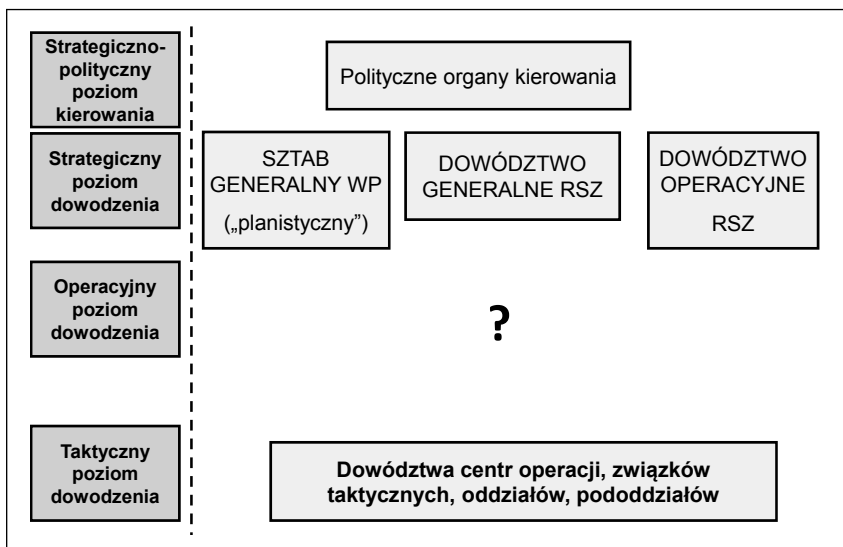 Strategiczno-
polityczny
poziom
kierowania
Polityczne organy kierowania
Strategiczny
poziom
dowodzenia
SZTAB
GENERALNY WP
(„planistyczny”)
DOWÓDZTWO
GENERALNE RSZ
DOWÓDZTWO
OPERACYJNE
RSZ
Operacyjny
poziom
dowodzenia
?
Taktyczny
poziom
dowodzenia
Dowództwa centr operacji, związków
taktycznych, oddziałów, pododdziałów